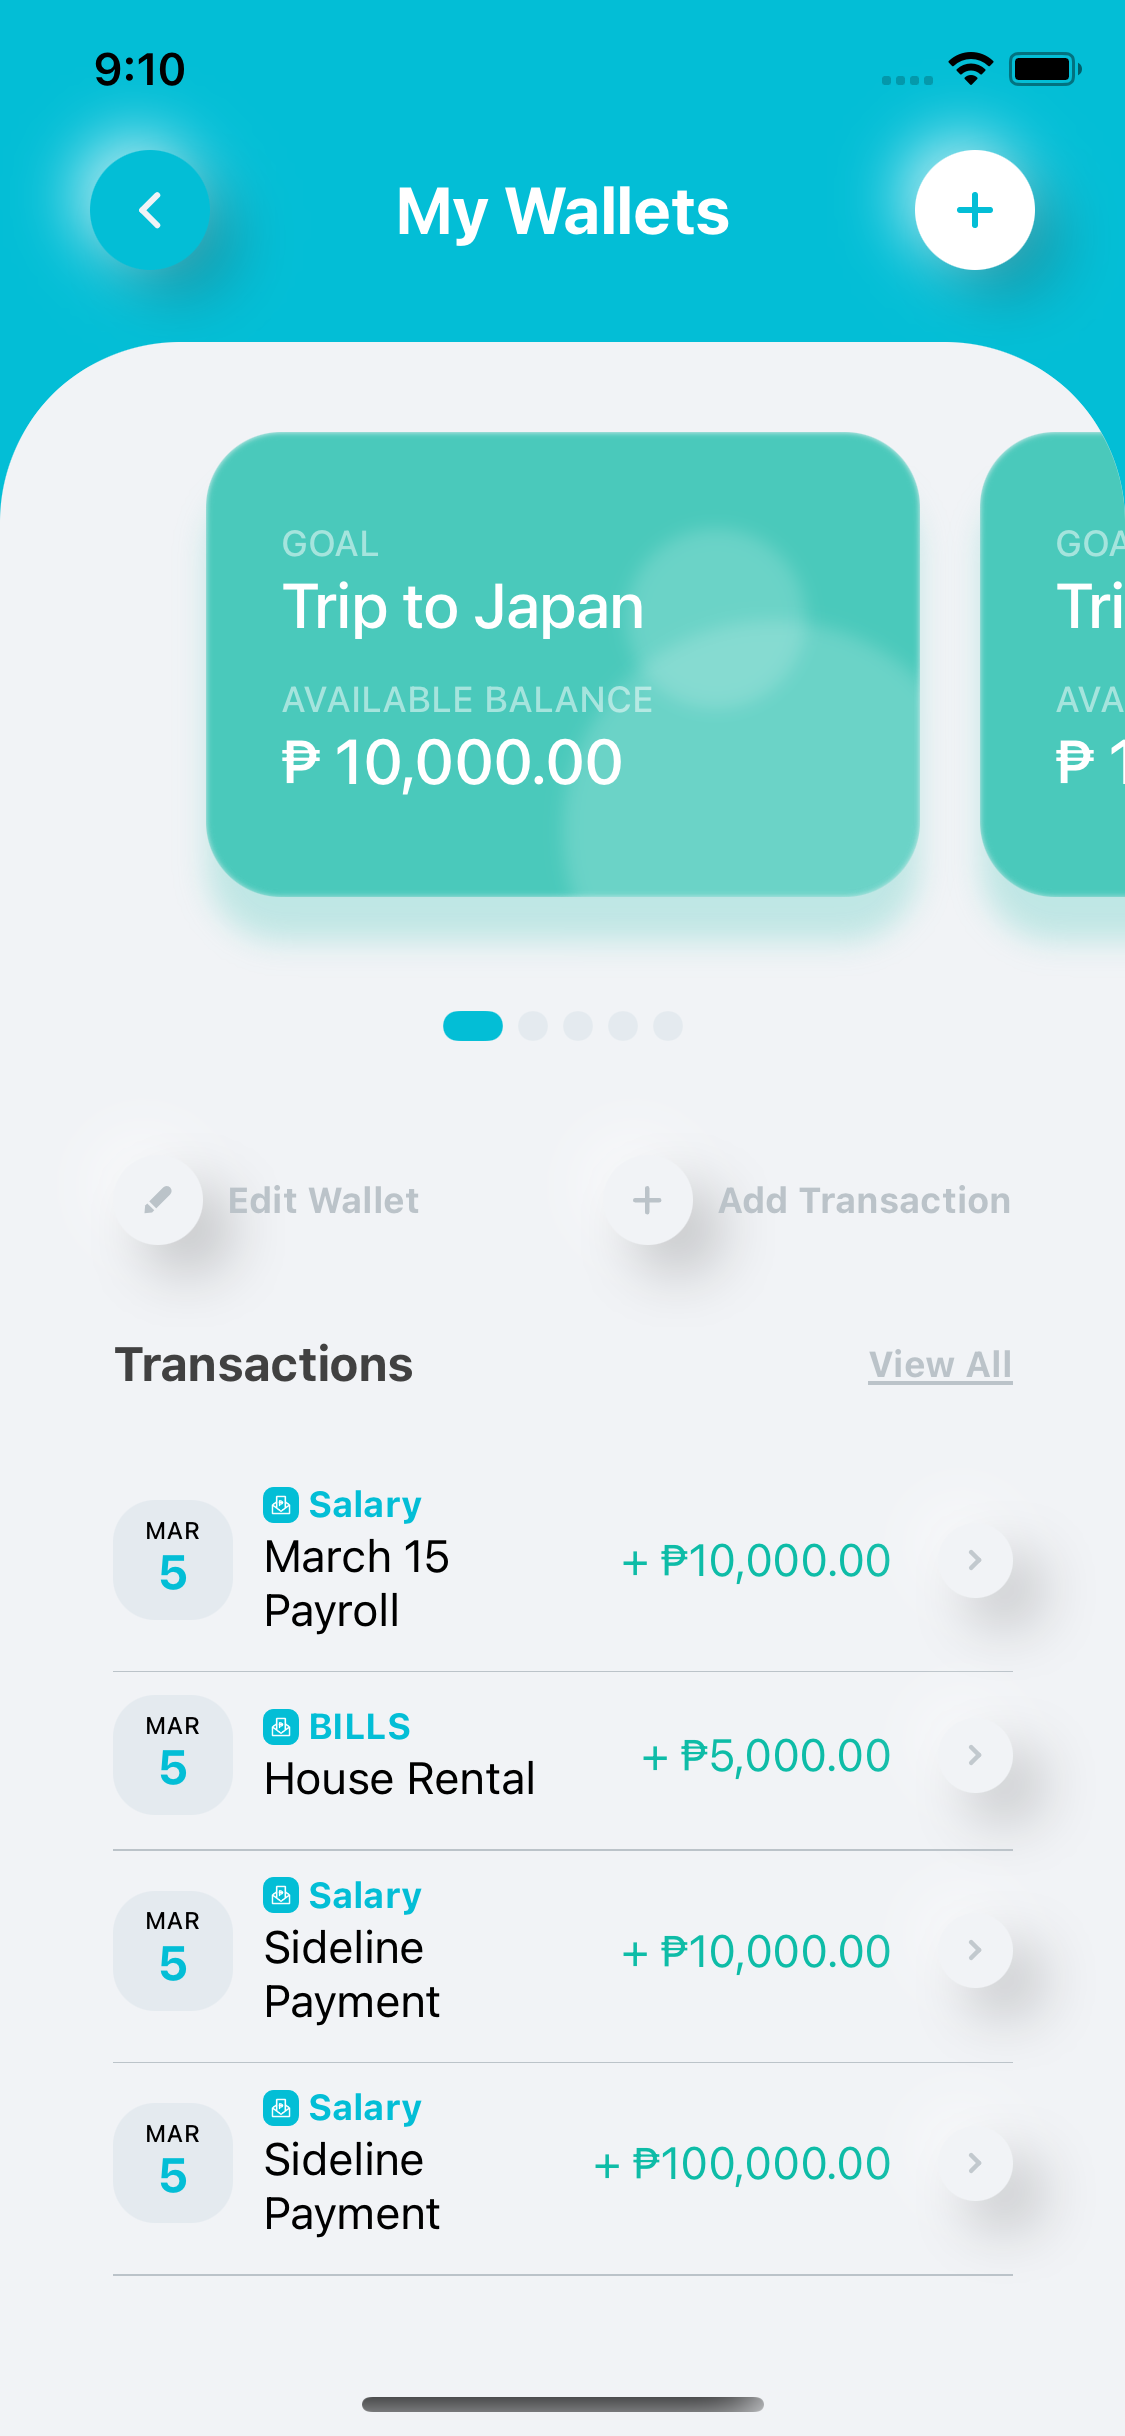 9:10
My Wallets
GOAL
Trip to Japan
AVAILABLE BALANCE
₱ 10,000.00
GOA
Tri
AVA
₱ 1
Edit Wallet
Add Transaction
Transactions
View All
MAR
5
Salary
March 15
Payroll
+ ₱10,000.00
MAR
5
BILLS
House Rental
+ ₱5,000.00
MAR
5
Salary
Sideline
Payment
+ ₱10,000.00
MAR
5
Salary
Sideline
Payment
+ ₱100,000.00